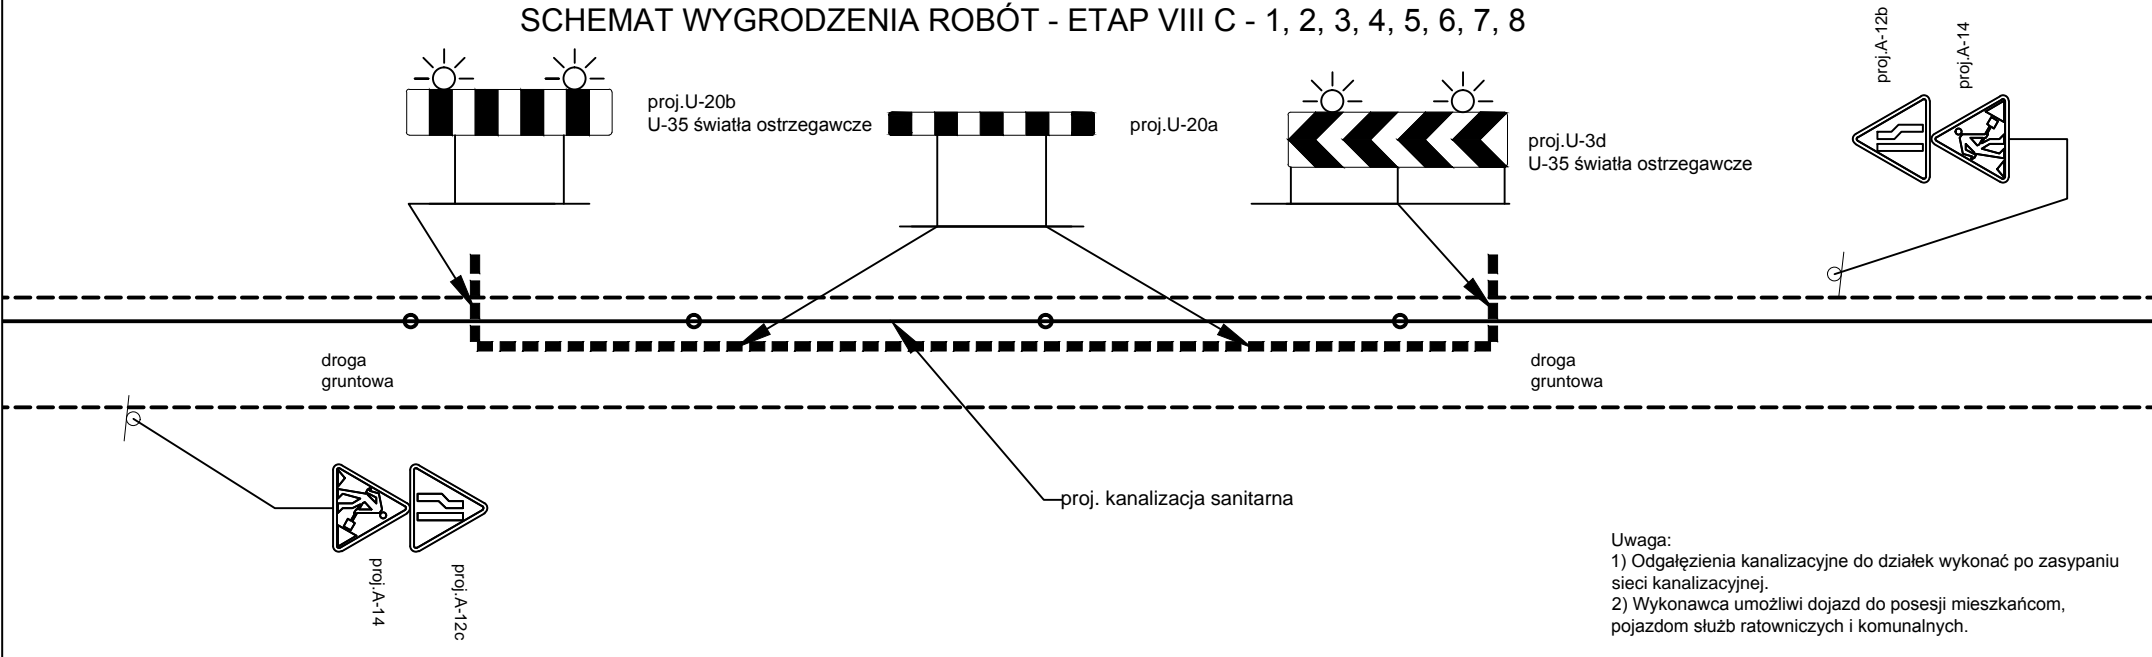 SCHEMAT WYGRODZENIA ROBÓT - ETAP VIII C - 1, 2, 3, 4, 5, 6, 7, 8
proj.U-20b
U-35 światła ostrzegawcze
proj.U-20a
proj.U-3d
U-35 światła ostrzegawcze
proj.A-12b
proj.A-14
droga
gruntowa
droga
gruntowa
proj. kanalizacja sanitarna
proj.A-14
proj.A-12c
Uwaga:
1) Odgałęzienia kanalizacyjne do działek wykonać po zasypaniu
sieci kanalizacyjnej.
2) Wykonawca umożliwi dojazd do posesji mieszkańcom,
pojazdom służb ratowniczych i komunalnych.